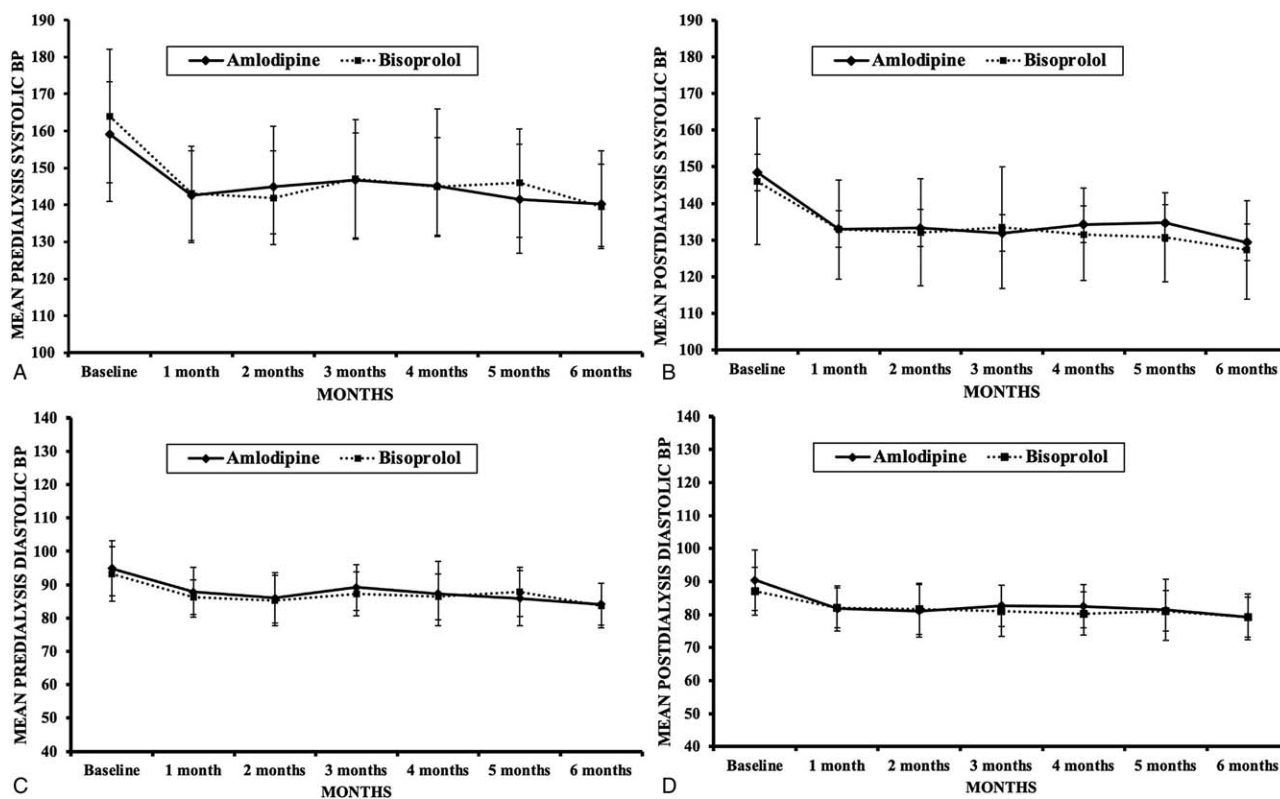 MEAN PREDIALYSIS SYSTOLIC BP
190
180
170
160
150
140
130
120
110
100
Amlodipine Bisoprolol
Baseline 1 month 2 months 3 months 4 months 5 months 6 months
MONTHS
A
MEAN POSTDIALYSIS SYSTOLIC BP
190
180
170
160
150
140
130
120
110
100
Amlodipine Bisoprolol
Baseline 1 month 2 months 3 months 4 months 5 months 6 months
MONTHS
B
MEAN PREDIALYSIS DIASTOLIC BP
140
130
120
110
100
90
80
70
60
50
40
Amlodipine Bisoprolol
Baseline 1 month 2 months 3 months 4 months 5 months 6 months
MONTHS
C
MEAN POSTDIALYSIS DIASTOLIC BP
140
130
120
110
100
90
80
70
60
50
40
Amlodipine Bisoprolol
Baseline 1 month 2 months 3 months 4 months 5 months 6 months
MONTHS
D